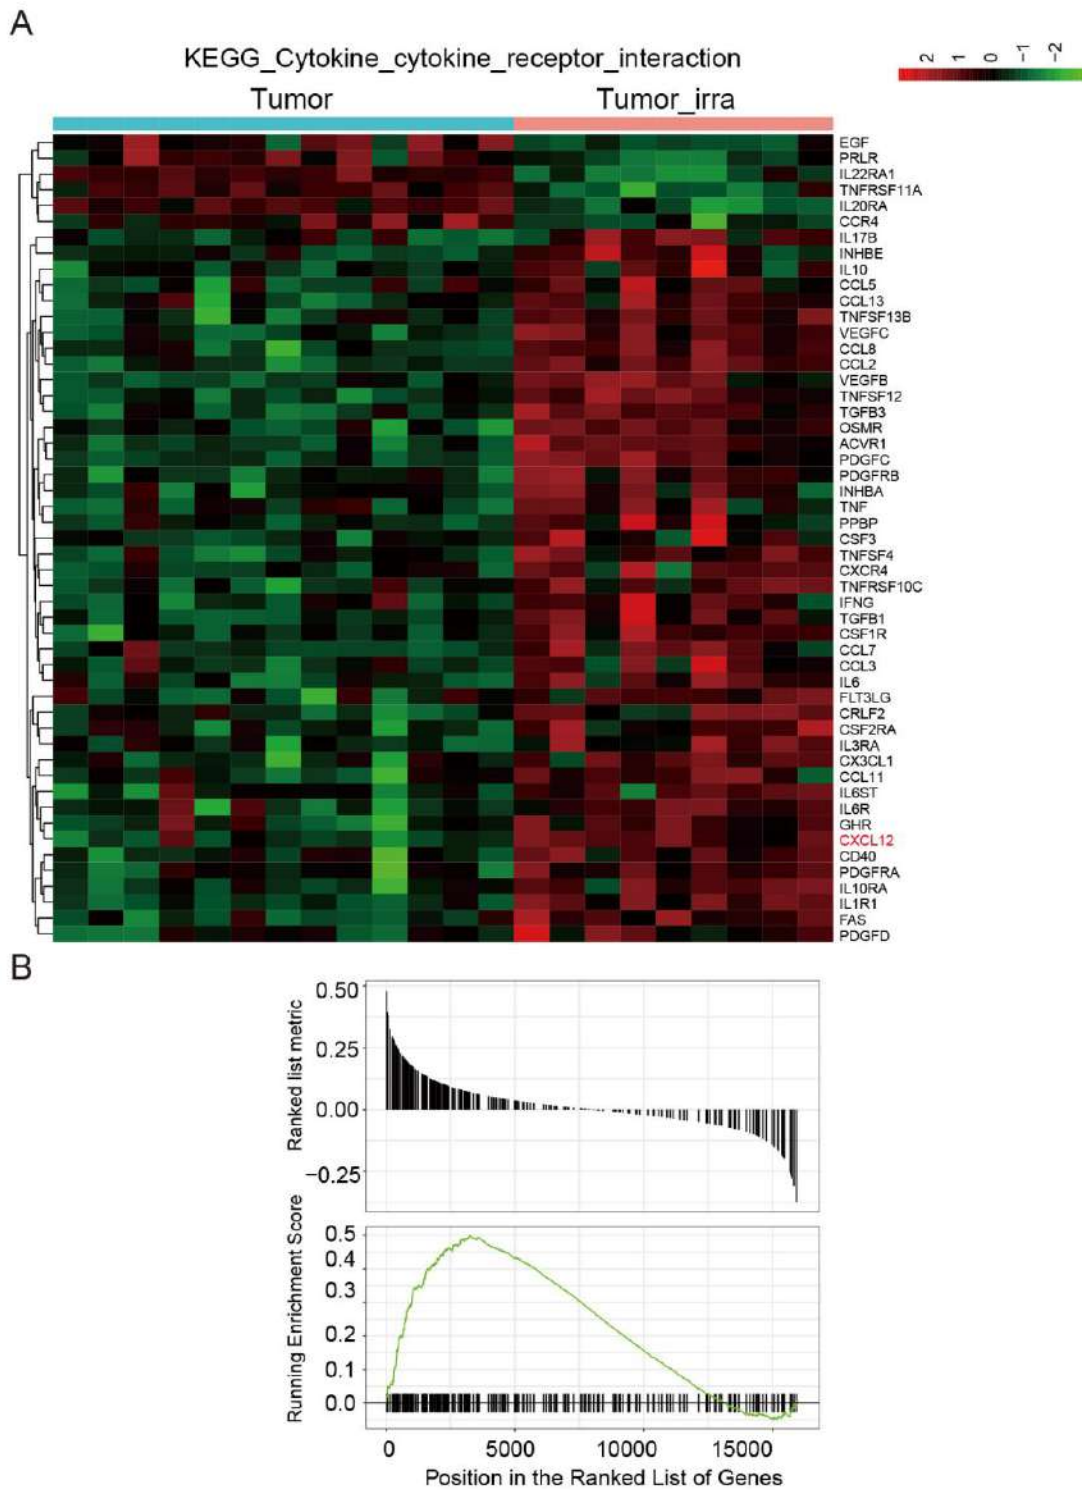 A
KEGG_Cytokine_cytokine_receptor_interaction
2 1 0 -1 -2
Tumor Tumor_irra
EGF
PRLR
IL22RA1
TNFRSF11A
IL20RA
CCR4
IL17B
INHBE
IL10
CCL5
CCL13
TNFSF13B
VEGFC
CCL8
CCL2
VEGFB
TNFSF12
TGFB3
OSMR
ACVR1
PDGFC
PDGFRB
INHBA
TNF
PPBP
CSF3
TNFSF4
CXCR4
TNFRSF10C
IFNG
TGFB1
CSF1R
CCL7
CCL3
IL6
FLT3LG
CRLF2
CSF2RA
IL3RA
CX3CL1
CCL11
IL6ST
IL6R
GHR
CXCL12
CD40
PDGFRA
IL10RA
IL1R1
FAS
PDGFD
B
Ranked list metric
0.50
0.25
0.00
−0.25
Running Enrichment Score
0.5
0.4
0.3
0.2
0.1
0.0
0 5000 10000 15000
Position in the Ranked List of Genes